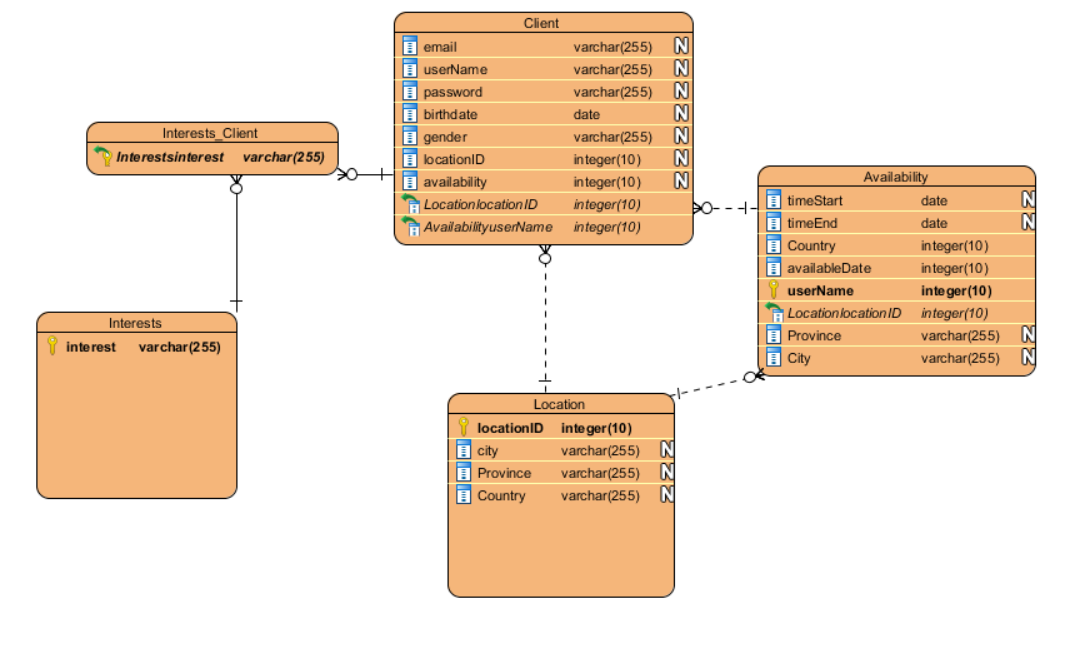 Client
email varchar(255) N
userName varchar(255) N
password varchar(255) N
birthdate date N
gender varchar(255) N
locationID integer(10) N
availability integer(10) N
LocationlocationID integer(10)
AvailabilityuserName integer(10)
Interests_Client
Interestsinterest varchar(255)
Availability
timeStart date N
timeEnd date N
Country integer(10)
availableDate integer(10)
userName integer(10)
LocationlocationID integer(10)
Province varchar(255) N
City varchar(255) N
Interests
interest varchar(255)
Location
locationID integer(10)
city varchar(255) N
Province varchar(255) N
Country varchar(255) N